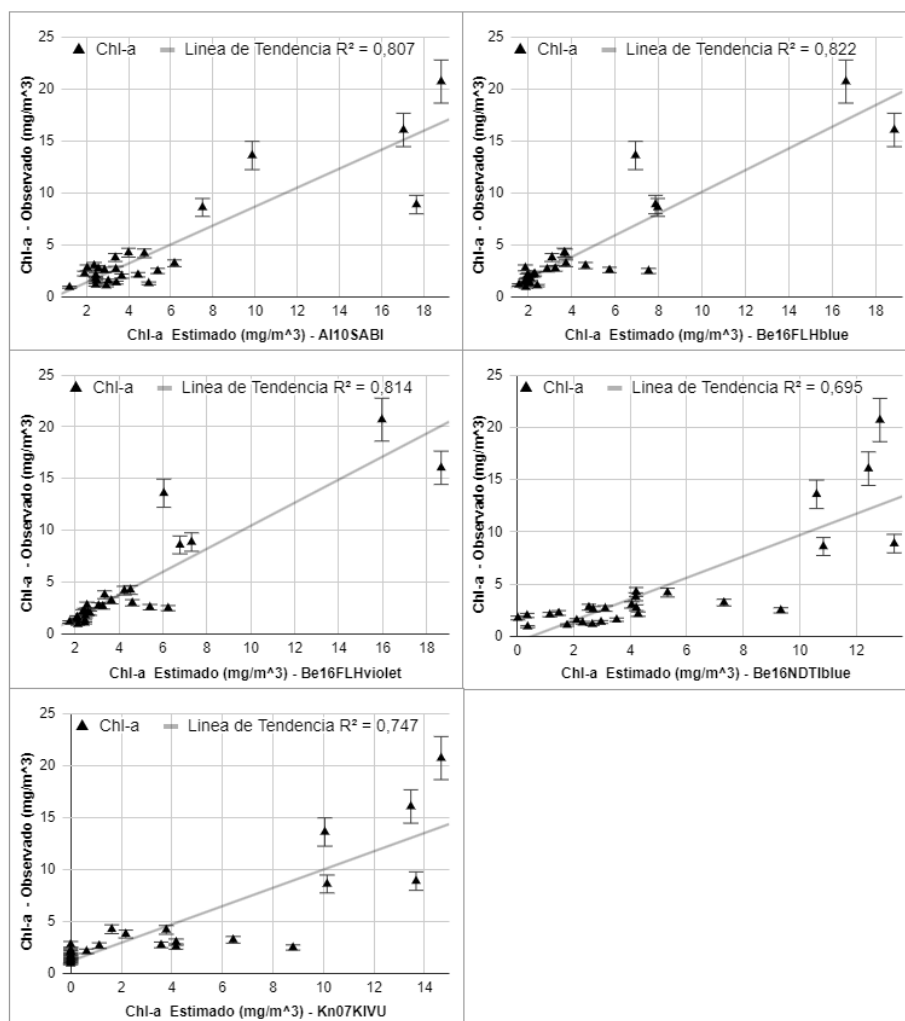 Chl-a Linea de Tendencia R² = 0,807
Chl-a - Observado (mg/m^3)
25
20
15
10
5
0
2 4 6 8 10 12 14 16 18
Chl-a Estimado (mg/m^3) - Al10SABI
Chl-a Linea de Tendencia R² = 0,822
Chl-a - Observado (mg/m^3)
25
20
15
10
5
0
2 4 6 8 10 12 14 16 18
Chl-a Estimado (mg/m^3) - Be16FLHblue
Chl-a Linea de Tendencia R² = 0,814
Chl-a - Observado (mg/m^3)
25
20
15
10
5
0
2 4 6 8 10 12 14 16 18
Chl-a Estimado (mg/m^3) - Be16FLHviolet
Chl-a Linea de Tendencia R² = 0,695
Chl-a - Observado (mg/m^3)
25
20
15
10
5
0
0 2 4 6 8 10 12
Chl-a Estimado (mg/m^3) - Be16NDTIblue
Chl-a Linea de Tendencia R² = 0,747
Chl-a - Observado (mg/m^3)
25
20
15
10
5
0
0 2 4 6 8 10 12 14
Chl-a Estimado (mg/m^3) - Kn07KIVU